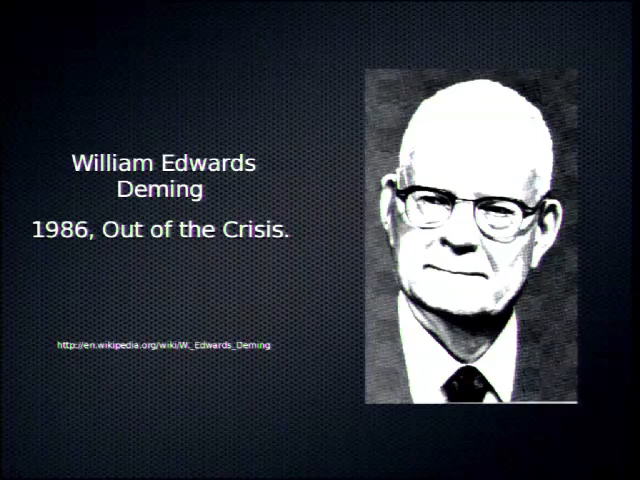 William Edwards
Deming
1986, Out of the Crisis.
http://en.wikipedia.org/wiki/W._Edwards_Deming